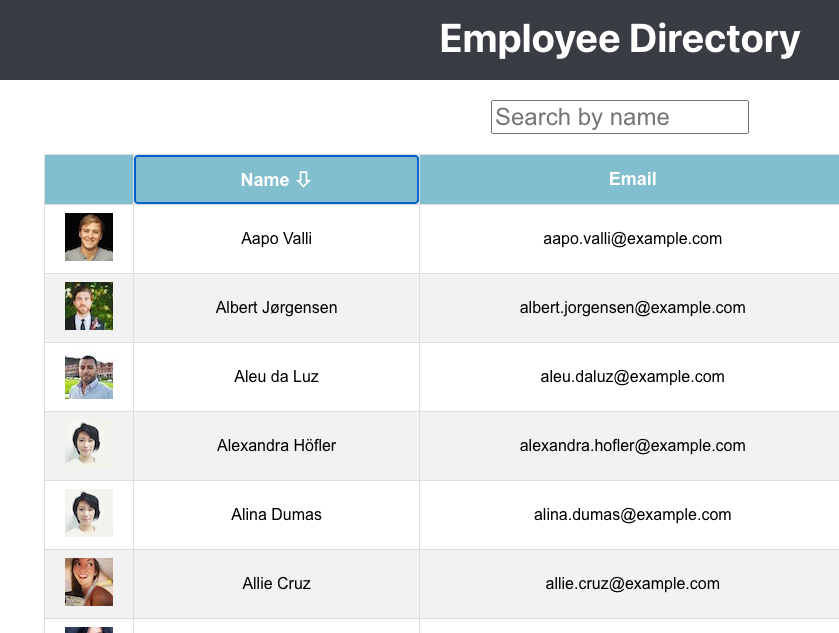 Employee Directory
Search by name
Name ⇩ Email
Aapo Valli aapo.valli@example.com
Albert Jørgensen albert.jorgensen@example.com
Aleu da Luz aleu.daluz@example.com
Alexandra Höfler alexandra.hofler@example.com
Alina Dumas alina.dumas@example.com
Allie Cruz allie.cruz@example.com